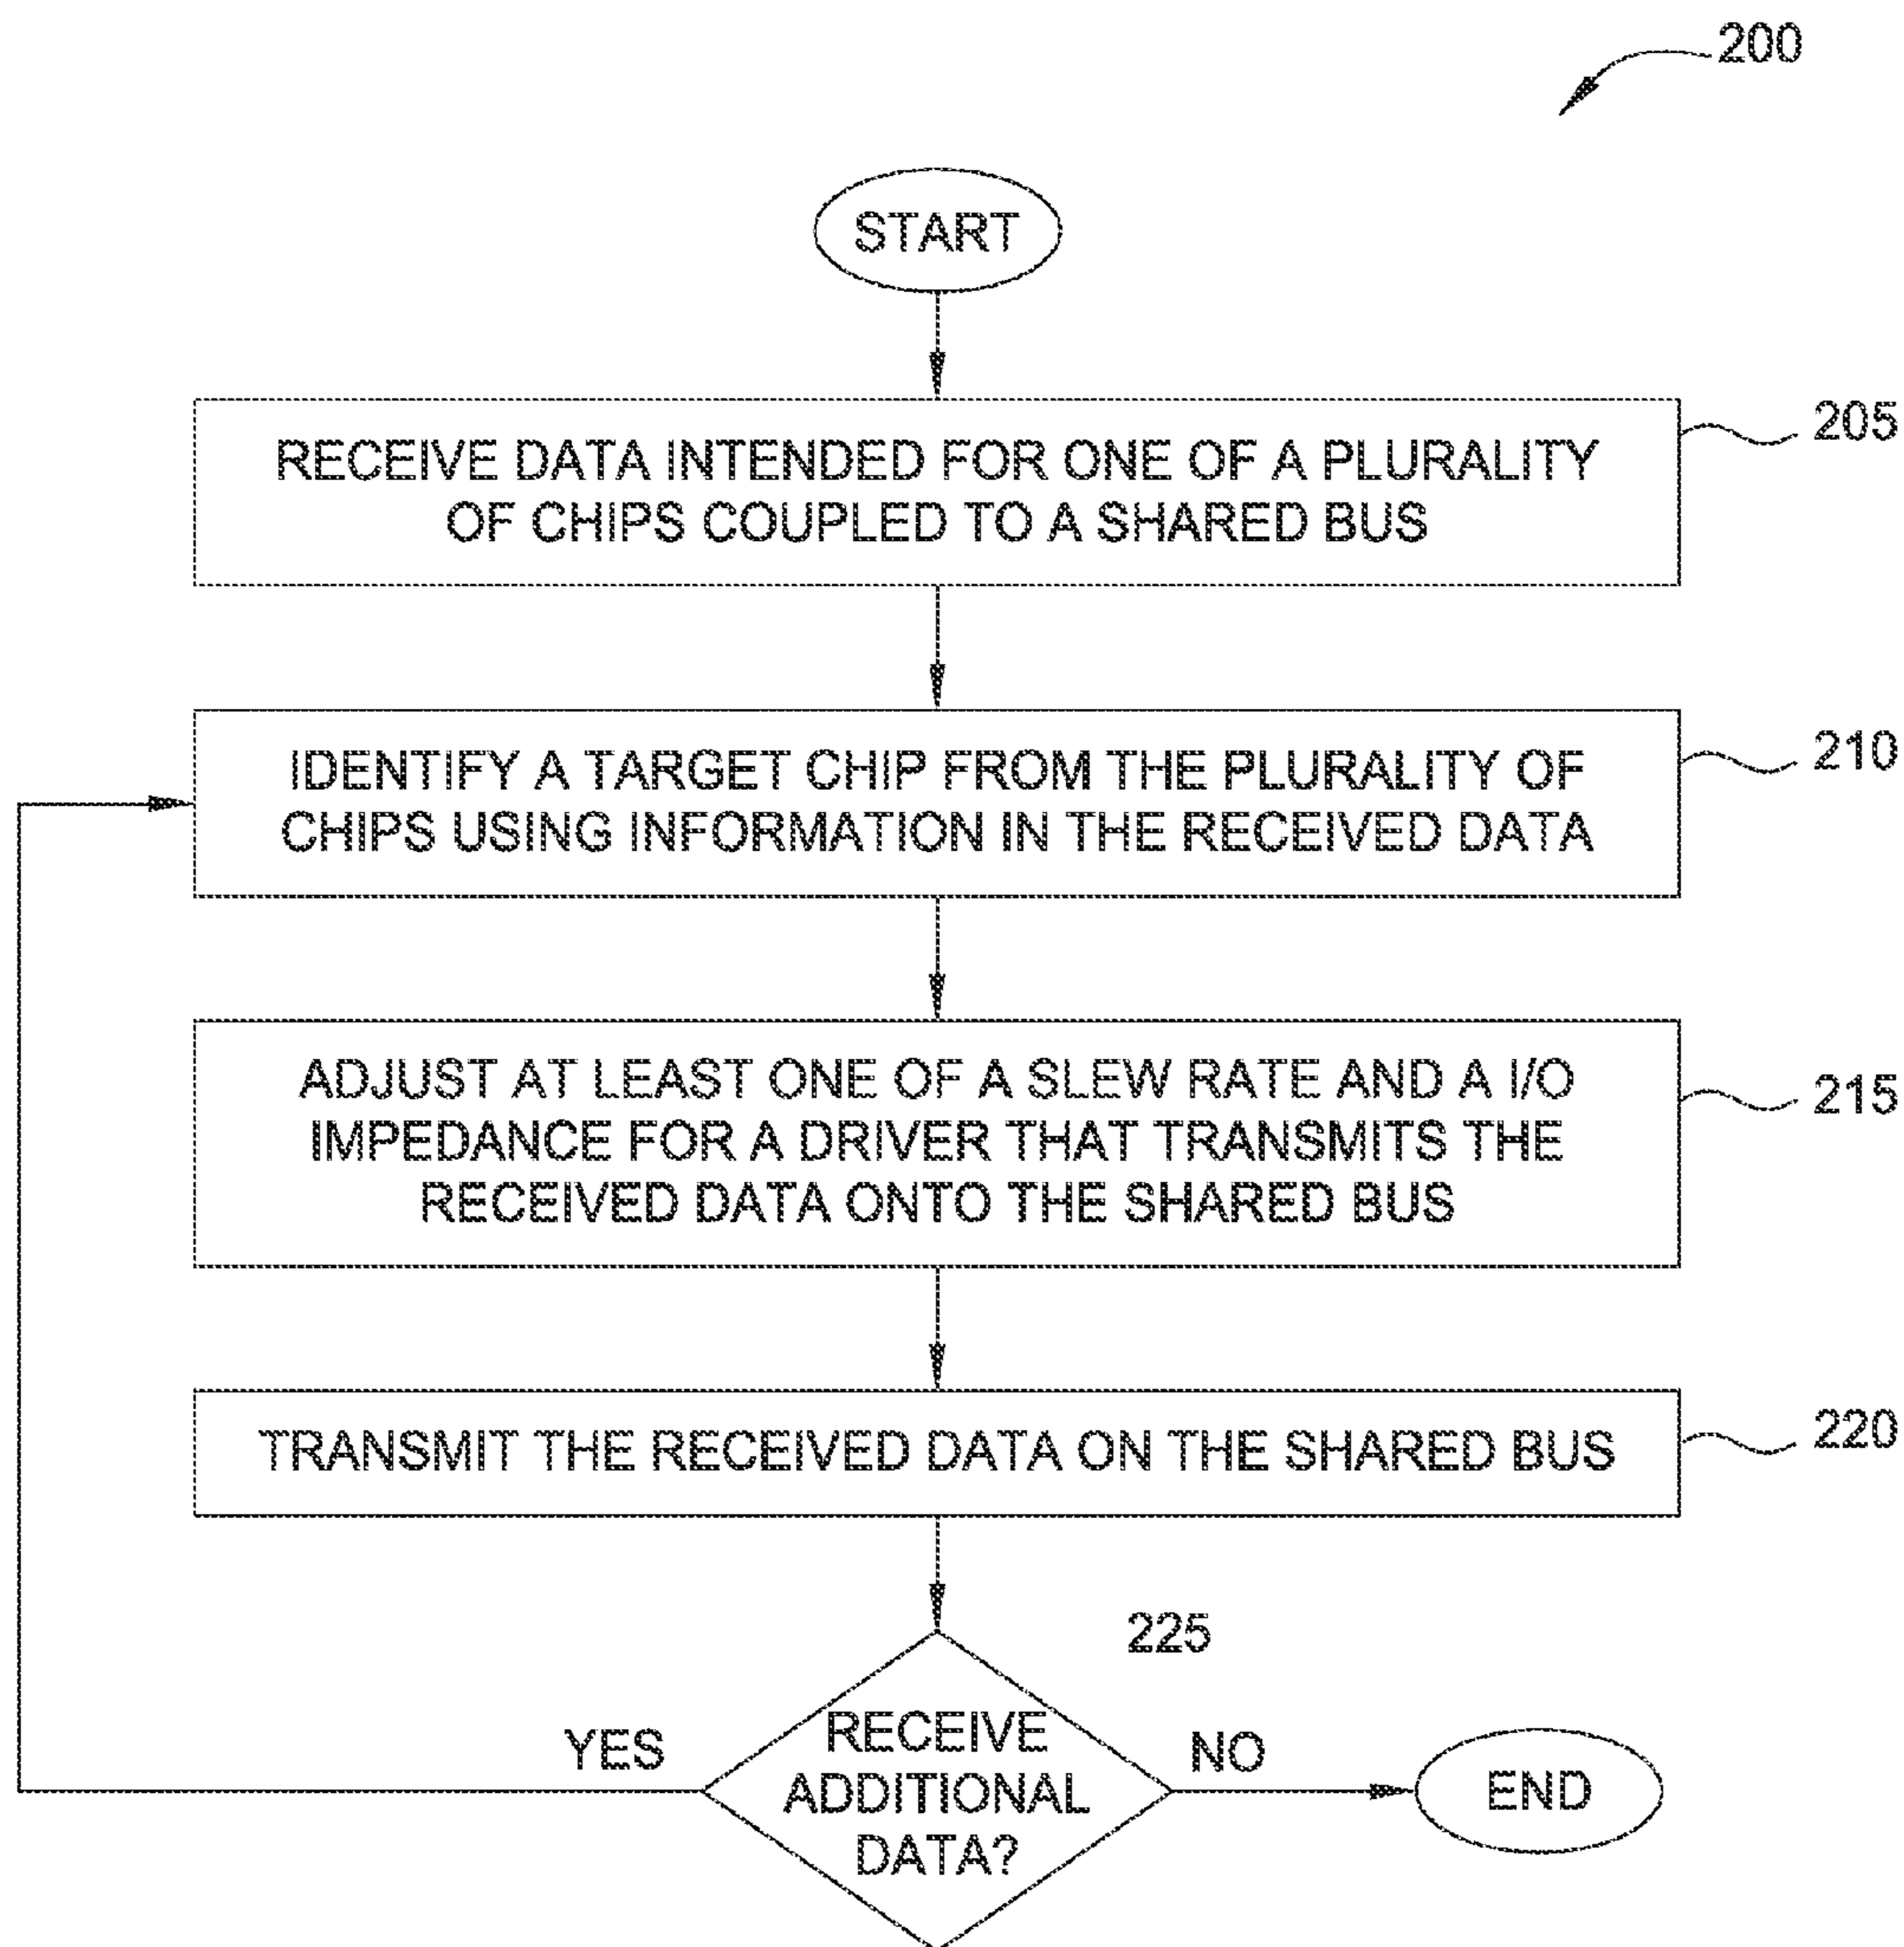 200
START
RECEIVE DATA INTENDED FOR ONE OF A PLURALITY
OF CHIPS COUPLED TO A SHARED BUS
205
IDENTIFY A TARGET CHIP FROM THE PLURALITY OF
CHIPS USING INFORMATION IN THE RECEIVED DATA
210
ADJUST AT LEAST ONE OF A SLEW RATE AND A I/O
IMPEDANCE FOR A DRIVER THAT TRANSMITS THE
RECEIVED DATA ONTO THE SHARED BUS
215
TRANSMIT THE RECEIVED DATA ON THE SHARED BUS
220
225
YES
RECEIVE
ADDITIONAL
DATA?
NO
END